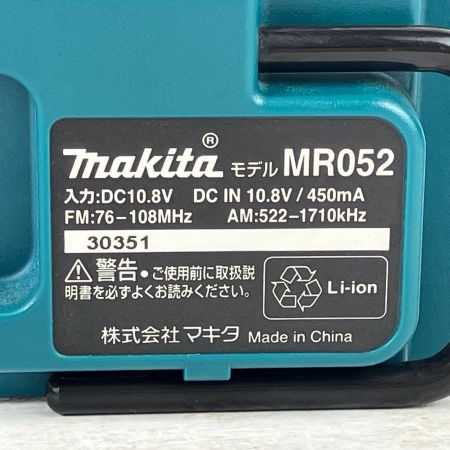 makita® モデル MR052
入力:DC10.8V DC IN 10.8V/450mA
FM:76-108MHz AM:522-1710kHz
30351
警告・ご使用前に取扱説
明書を必ずよくお読みください。
Li-ion
株式会社 マキタ Made in China